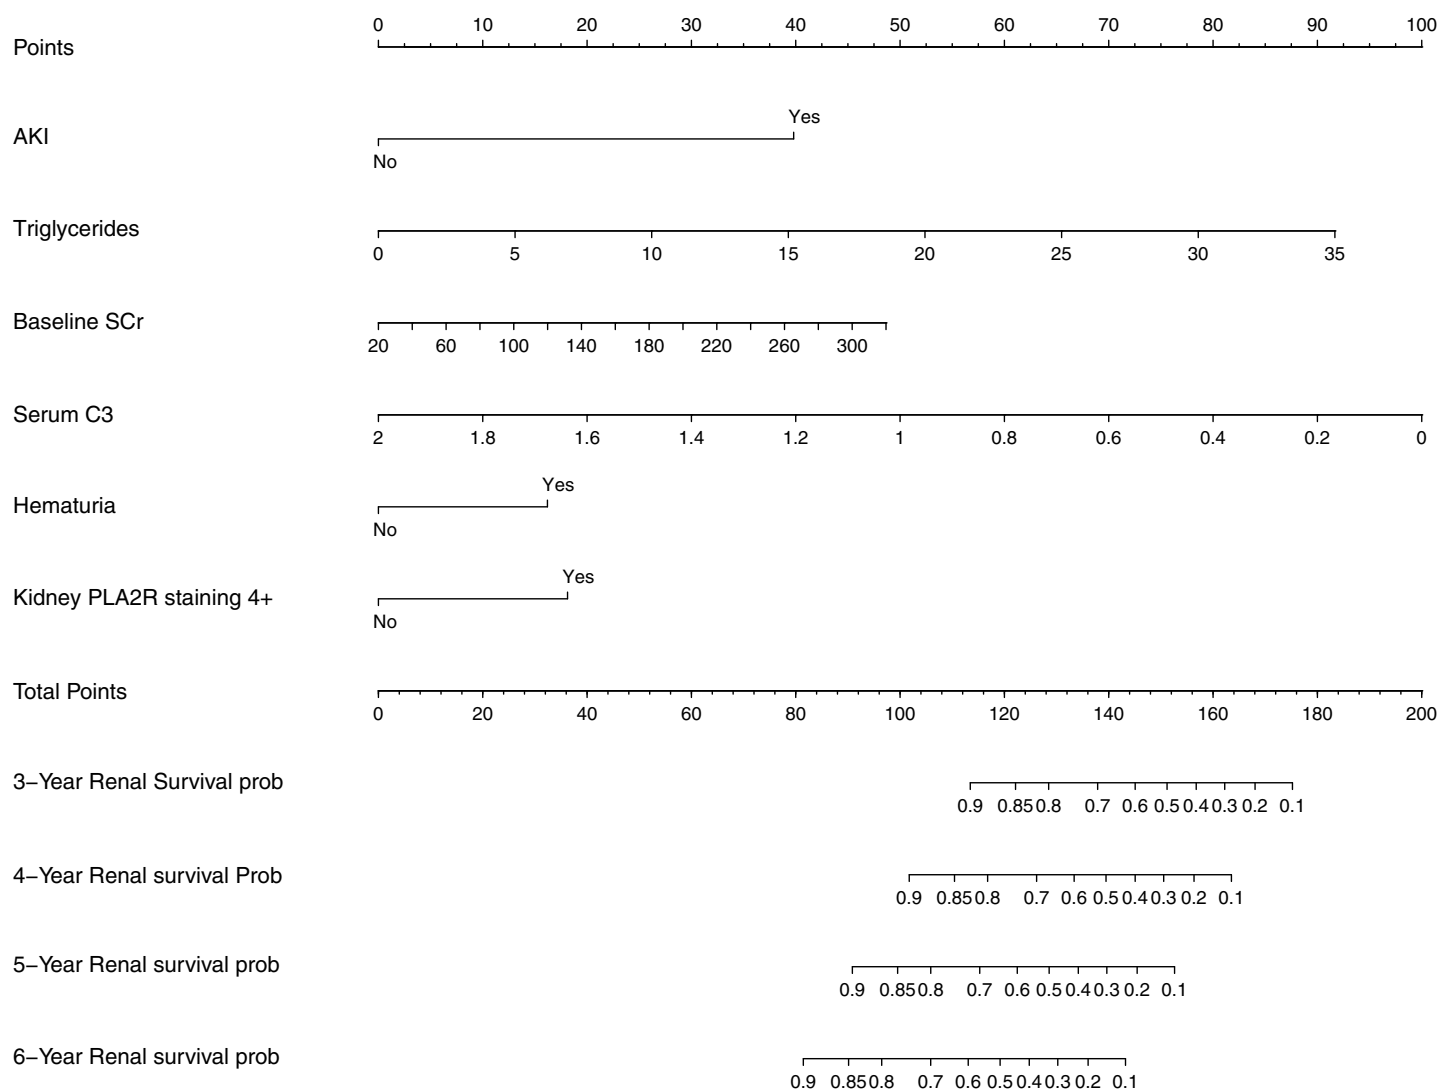 0 10 20 30 40 50 60 70 80 90 100
Points
Yes
AKI
No
Triglycerides
0 5 10 15 20 25 30 35
Baseline SCr
20 60 100 140 180 220 260 300
Serum C3
2 1.8 1.6 1.4 1.2 1 0.8 0.6 0.4 0.2 0
Yes
Hematuria
No
Yes
Kidney PLA2R staining 4+
No
Total Points
0 20 40 60 80 100 120 140 160 180 200
3−Year Renal Survival prob
0.9 0.85 0.8 0.7 0.6 0.5 0.4 0.3 0.2 0.1
4−Year Renal survival Prob
0.9 0.85 0.8 0.7 0.6 0.5 0.4 0.3 0.2 0.1
5−Year Renal survival prob
0.9 0.85 0.8 0.7 0.6 0.5 0.4 0.3 0.2 0.1
6−Year Renal survival prob
0.9 0.85 0.8 0.7 0.6 0.5 0.4 0.3 0.2 0.1